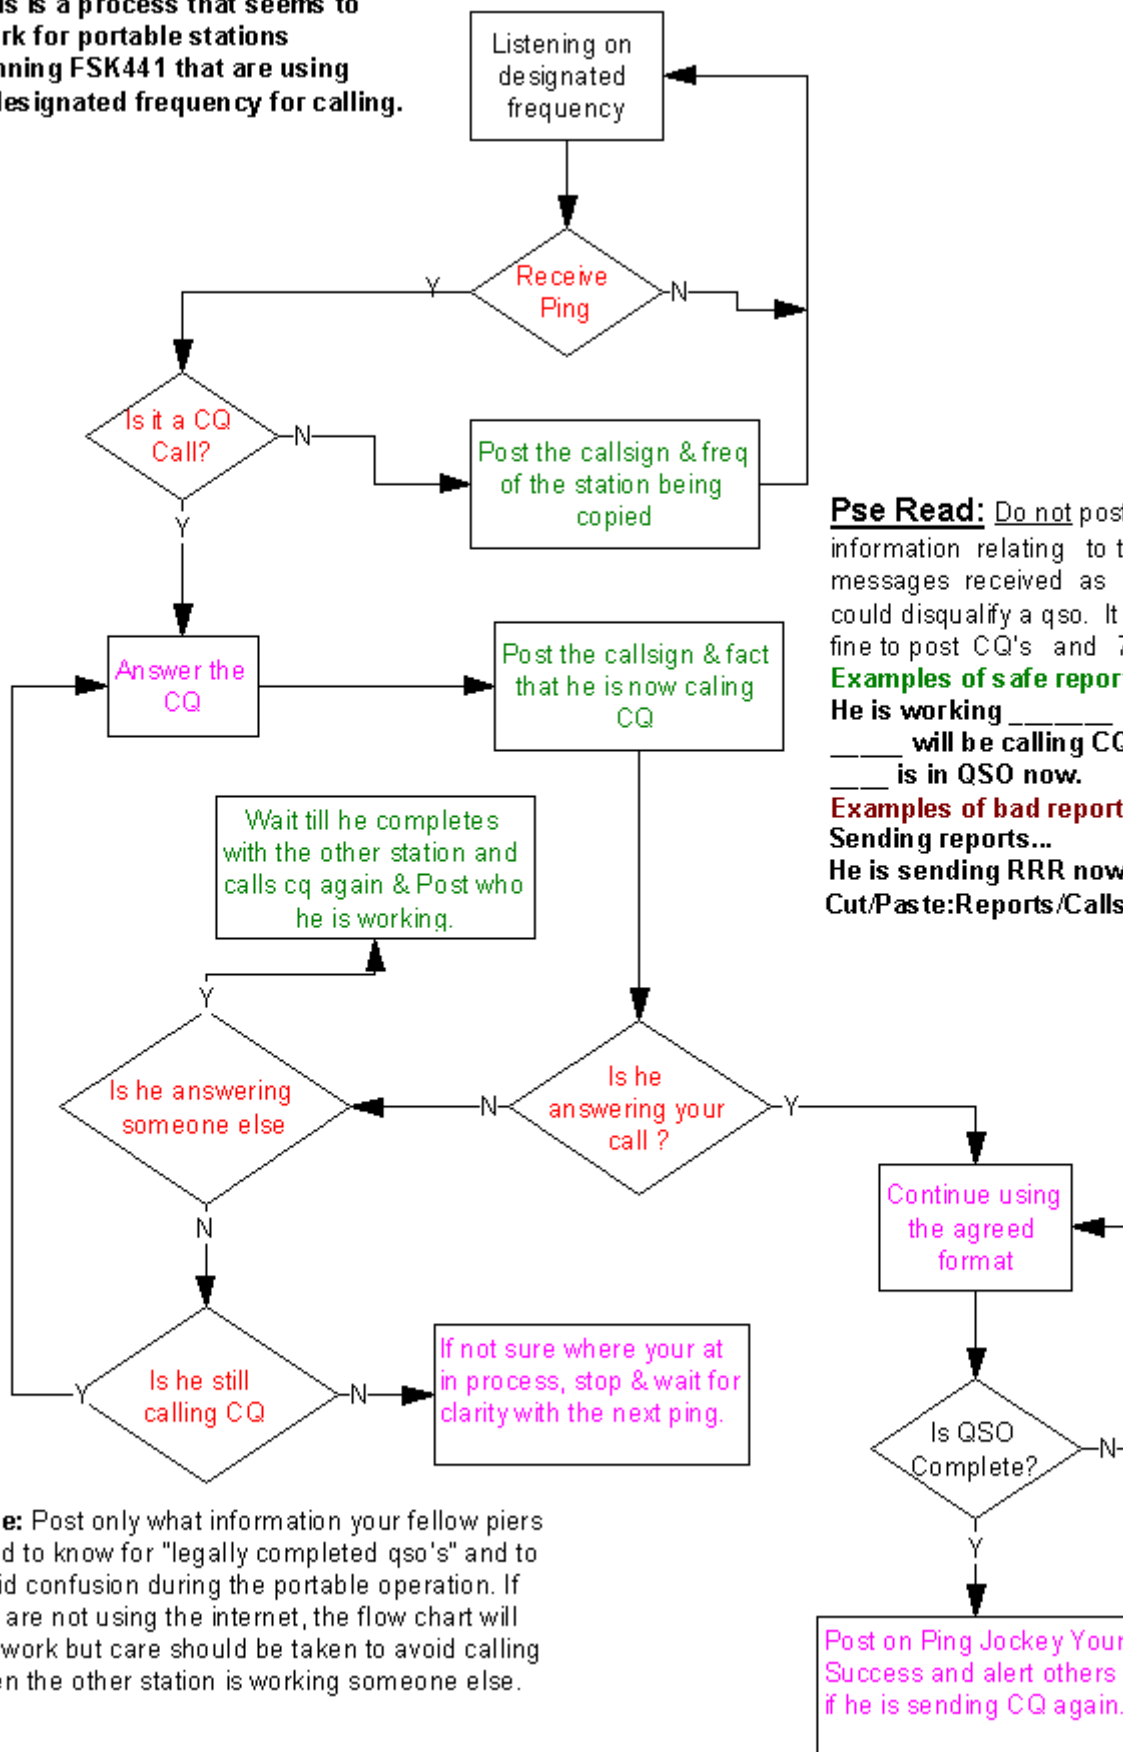 is is a process that seems to
rk for portable stations
nning FSK441 that are using
designated frequency for calling.
Listening on
designated
frequency
Receive
Ping
Y
N
Is it a CQ
Call?
N
Y
Post the callsign & freq
of the station being
copied
Pse Read: Do not post
information relating to t
messages received as
could disqualify a qso. It
fine to post CQ's and 7
Examples of safe repor
He is working _______
_____ will be calling CQ
____ is in QSO now.
Examples of bad report
Sending reports...
He is sending RRR now
Cut/Paste:Reports/Calls
Answer the
CQ
Post the callsign & fact
that he is now caling
CQ
Wait till he completes
with the other station and
calls cq again & Post who
he is working.
Y
Is he answering
someone else
N
Is he
answering your
call ?
N
Y
Continue using
the agreed
format
Is he still
calling CQ
Y
N
If not sure where your at
in process, stop & wait for
clarity with the next ping.
Is QSO
Complete?
N
Y
Post on Ping Jockey Your
Success and alert others
if he is sending CQ again.
e: Post only what information your fellow piers
d to know for "legally completed qso's" and to
id confusion during the portable operation. If
are not using the internet, the flow chart will
work but care should be taken to avoid calling
en the other station is working someone else.